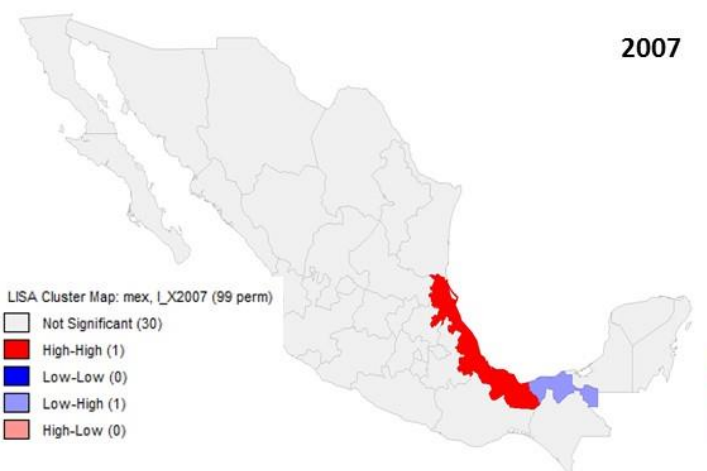 2007
LISA Cluster Map: mex, I_X2007 (99 perm)
Not Significant (30)
High-High (1)
Low-Low (0)
Low-High (1)
High-Low (0)